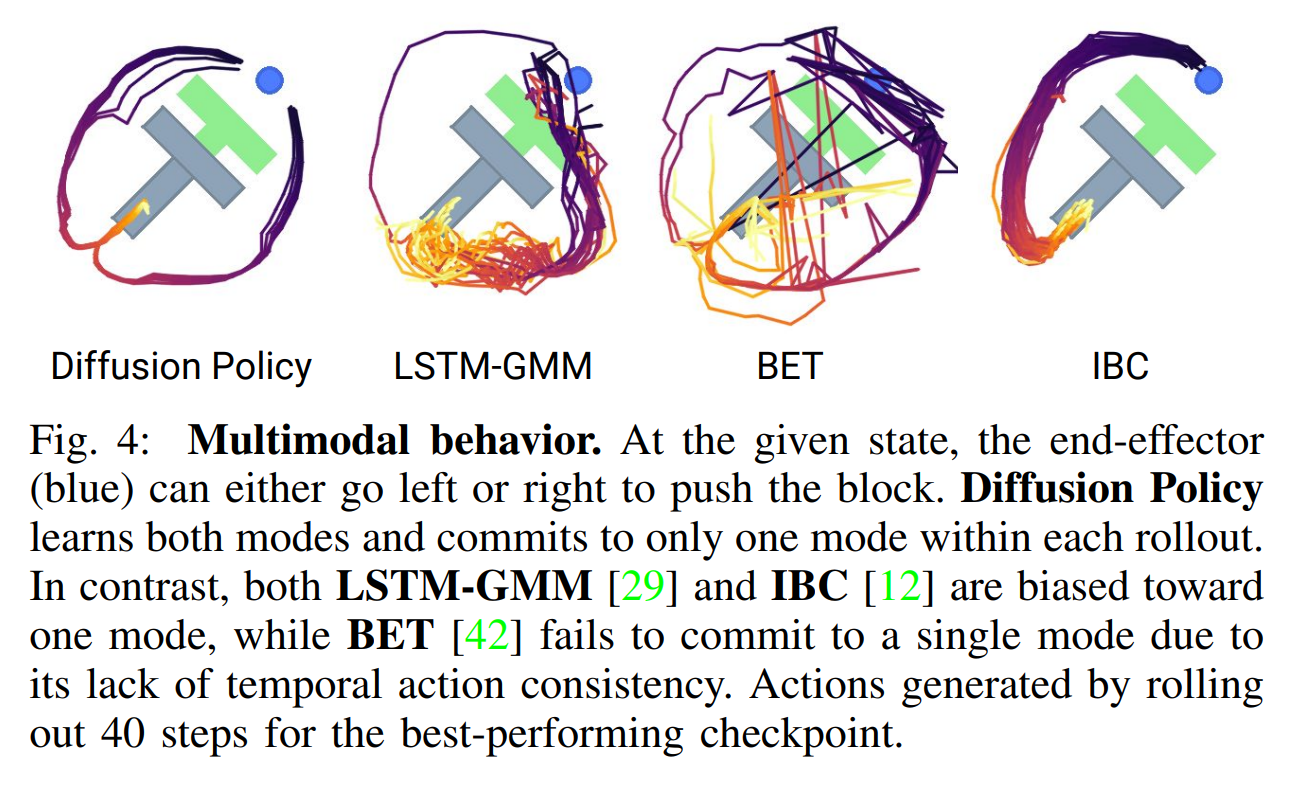 Diffusion Policy LSTM-GMM BET IBC
Fig. 4: Multimodal behavior. At the given state, the end-effector
(blue) can either go left or right to push the block. Diffusion Policy
learns both modes and commits to only one mode within each rollout.
In contrast, both LSTM-GMM [29] and IBC [12] are biased toward
one mode, while BET [42] fails to commit to a single mode due to
its lack of temporal action consistency. Actions generated by rolling
out 40 steps for the best-performing checkpoint.